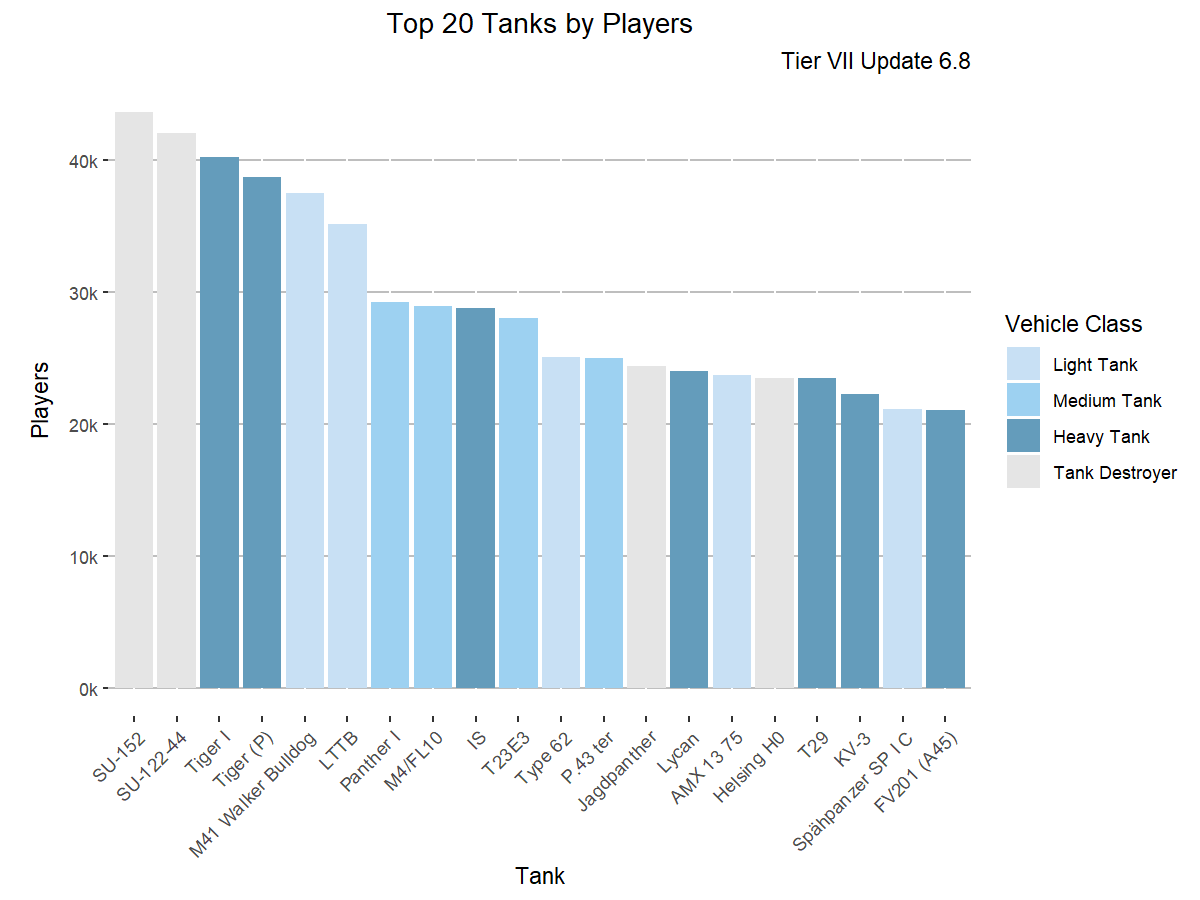 Top 20 Tanks by Players
Tier VII Update 6.8
Players
40k
30k
20k
10k
0k
SU-152
SU-122-44
Tiger I
Tiger (P)
M41 Walker Bulldog
LTTB
Panther I
M4/FL10
IS
T23E3
Type 62
P.43 ter
Jagdpanther
Lycan
AMX 13 75
Helsing H0
T29
KV-3
Spähpanzer SP I C
FV201 (A45)
Tank
Vehicle Class
Light Tank
Medium Tank
Heavy Tank
Tank Destroyer